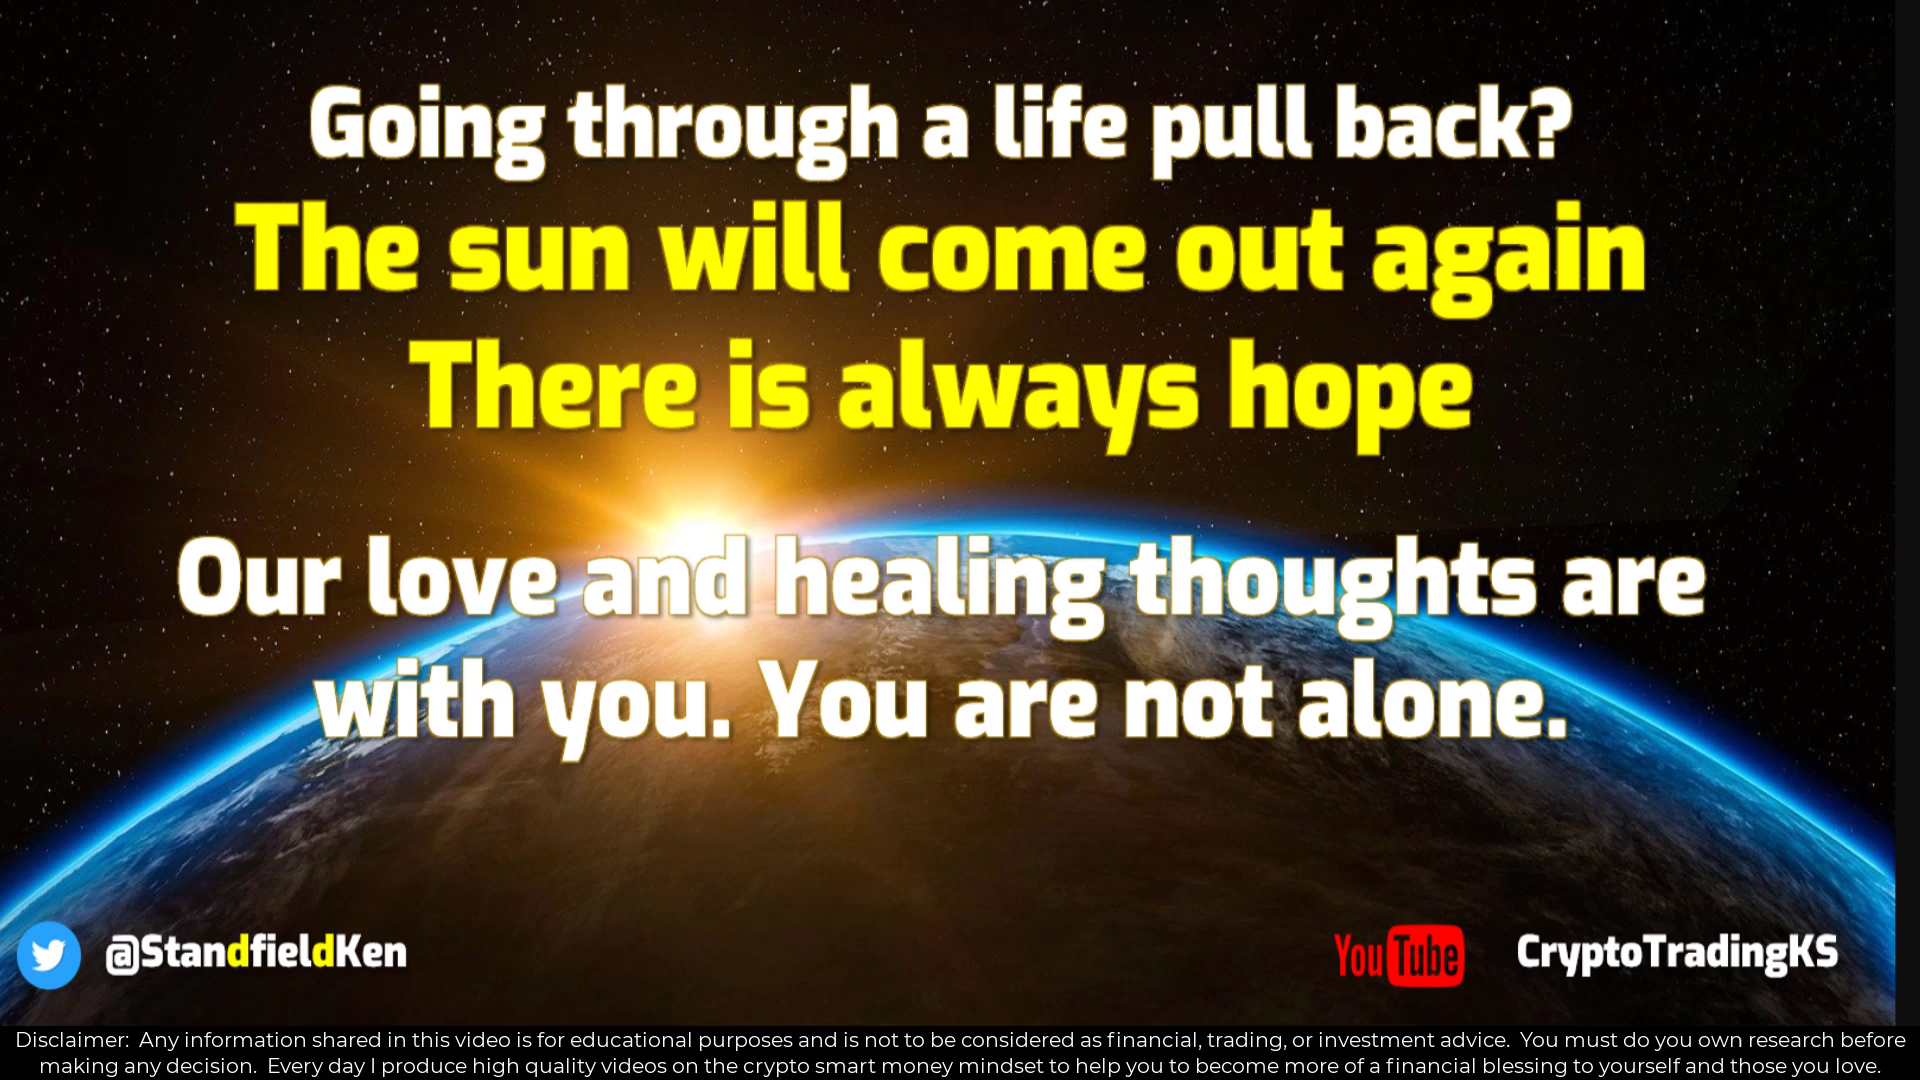 Going through a life pull back?
The sun will come out again
There is always hope
Our love and healing thoughts are
with you. You are not alone.
@StandfieldKen
YouTube CryptoTradingKS
Disclaimer: Any information shared in this video is for educational purposes and is not to be considered as financial, trading, or investment advice. You must do you own research before
making any decision. Every day I produce high quality videos on the crypto smart money mindset to help you to become more of a financial blessing to yourself and those you love.